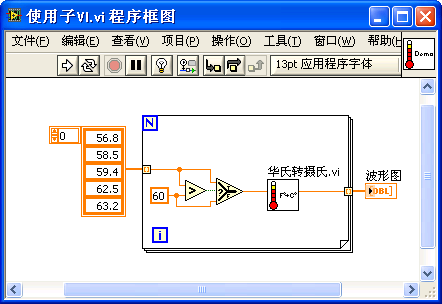 使用子VI.vi 程序框图
文件(F) 编辑(E) 查看(V) 项目(P) 操作(O) 工具(T) 窗口(W) 帮助(H)
13pt 应用程序字体
Demo
N
0
56.8
58.5
59.4
62.5
63.2
60
>
?
华氏转摄氏.vi
F°→C°
波形图
DBL
i